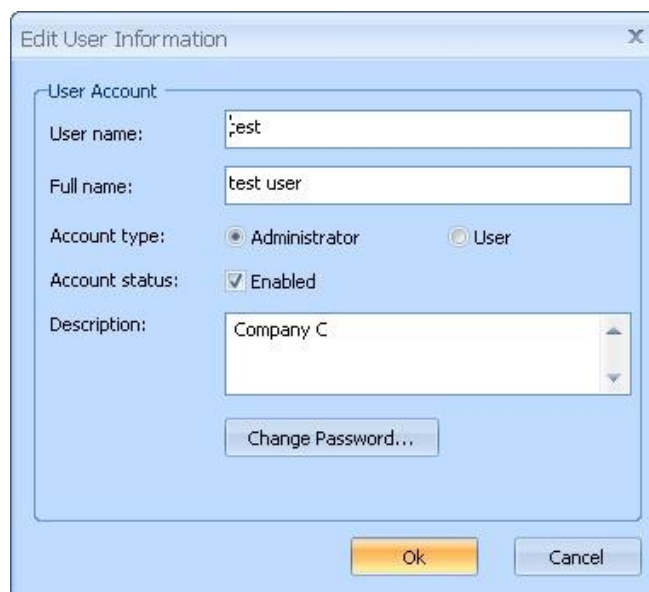 Edit User Information
User Account
User name: test
Full name: test user
Account type: Administrator User
Account status: Enabled
Description: Company C
Change Password...
Ok Cancel